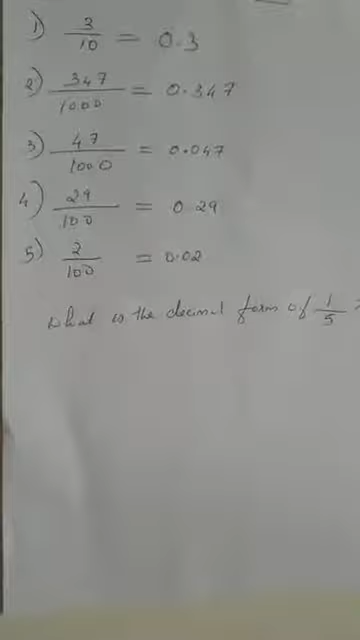 1) 3/10 = 0.3
2) 347/1000 = 0.347
3) 47/1000 = 0.047
4) 29/100 = 0.29
5) 2/100 = 0.02
What is the decimal form of 1/5 ?